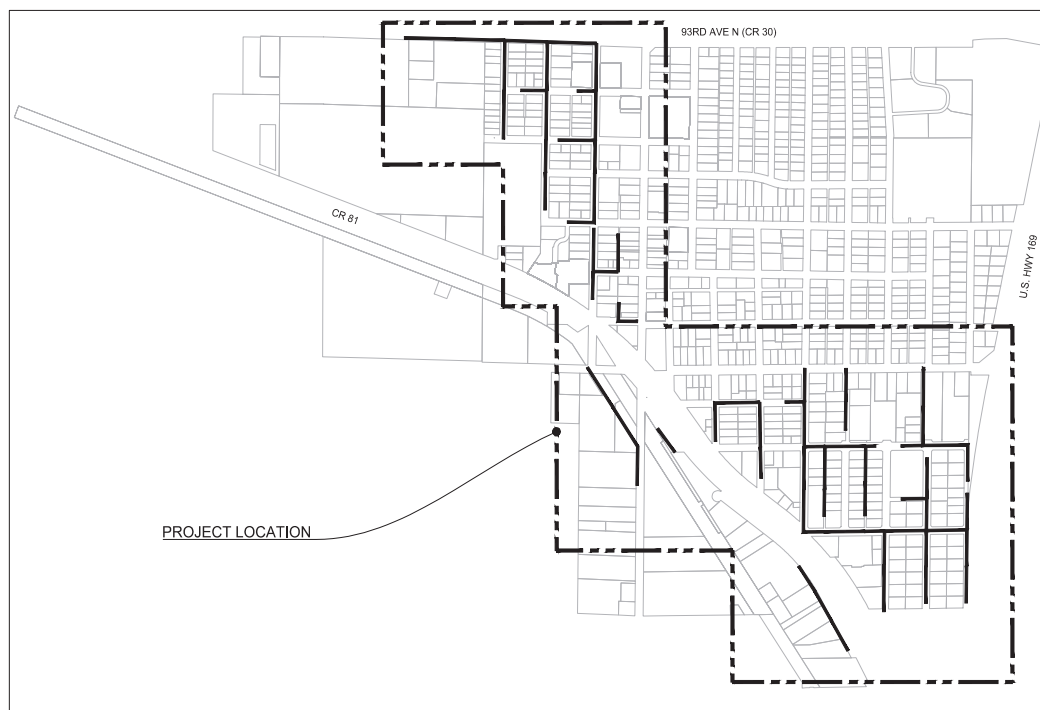 93RD AVE N (CR 30)
CR 81
U.S. HWY 169
PROJECT LOCATION